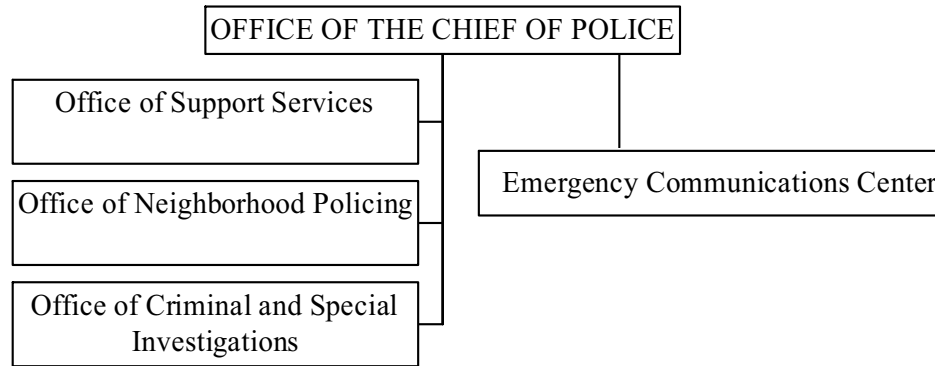 OFFICE OF THE CHIEF OF POLICE
Office of Support Services
Emergency Communications Center
Office of Neighborhood Policing
Office of Criminal and Special
Investigations